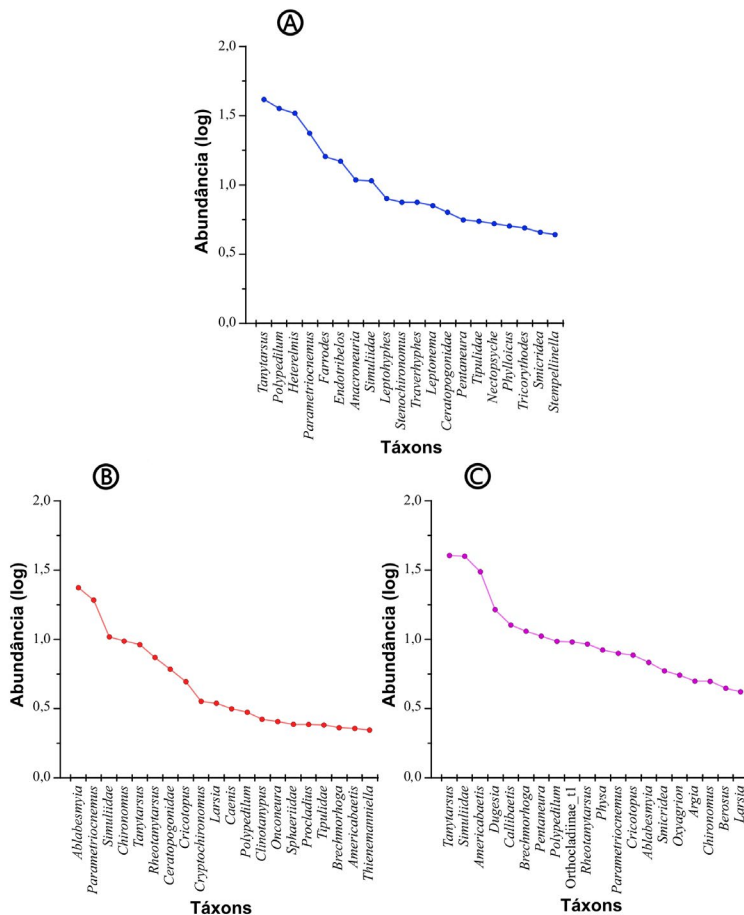 A
Abundância (log)
2,0
1,5
1,0
0,5
0,0
Tanytarsus
Polypedilum
Heterelmis
Parametriocnemus
Farrodes
Endotribelos
Anacroneuria
Simuliidae
Leptohyphes
Stenochironomus
Traverhyphes
Leptonema
Ceratopogonidae
Pentaneura
Tipulidae
Nectopsyche
Phylloicus
Tricorythodes
Smicridea
Stempellinella
Táxons
B
Abundância (log)
2,0
1,5
1,0
0,5
0,0
Ablabesmyia
Parametriocnemus
Simuliidae
Chironomus
Tanytarsus
Rheotanytarsus
Ceratopogonidae
Cricotopus
Cryptochironomus
Larsia
Caenis
Polypedilum
Clinotanypus
Onconeura
Sphaeriidae
Procladius
Tipulidae
Brechmorhoga
Americabaetis
Thienemanniella
Táxons
C
Abundância (log)
2,0
1,5
1,0
0,5
0,0
Tanytarsus
Simuliidae
Americabaetis
Dugesia
Callibaetis
Brechmorhoga
Pentaneura
Polypedilum
Orthocladiinae_t1
Rheotanytarsus
Physa
Parametriocnemus
Cricotopus
Ablabesmyia
Smicridea
Oxyagrion
Argia
Chironomus
Berosus
Larsia
Táxons